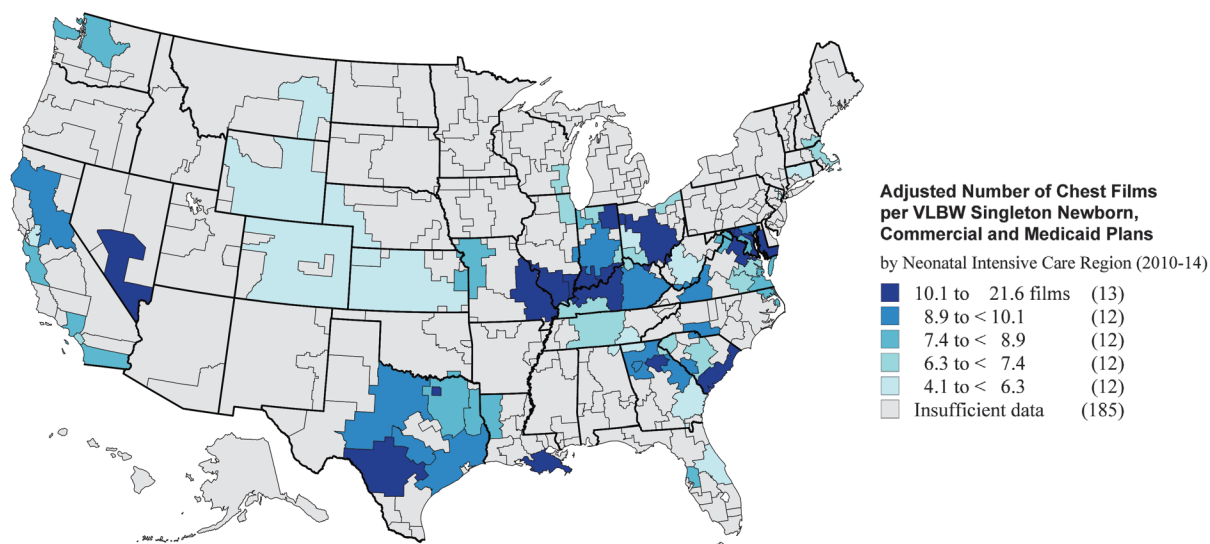 Adjusted Number of Chest Films
per VLBW Singleton Newborn,
Commercial and Medicaid Plans
by Neonatal Intensive Care Region (2010-14)
10.1 to 21.6 films (13)
8.9 to < 10.1 (12)
7.4 to < 8.9 (12)
6.3 to < 7.4 (12)
4.1 to < 6.3 (12)
Insufficient data (185)